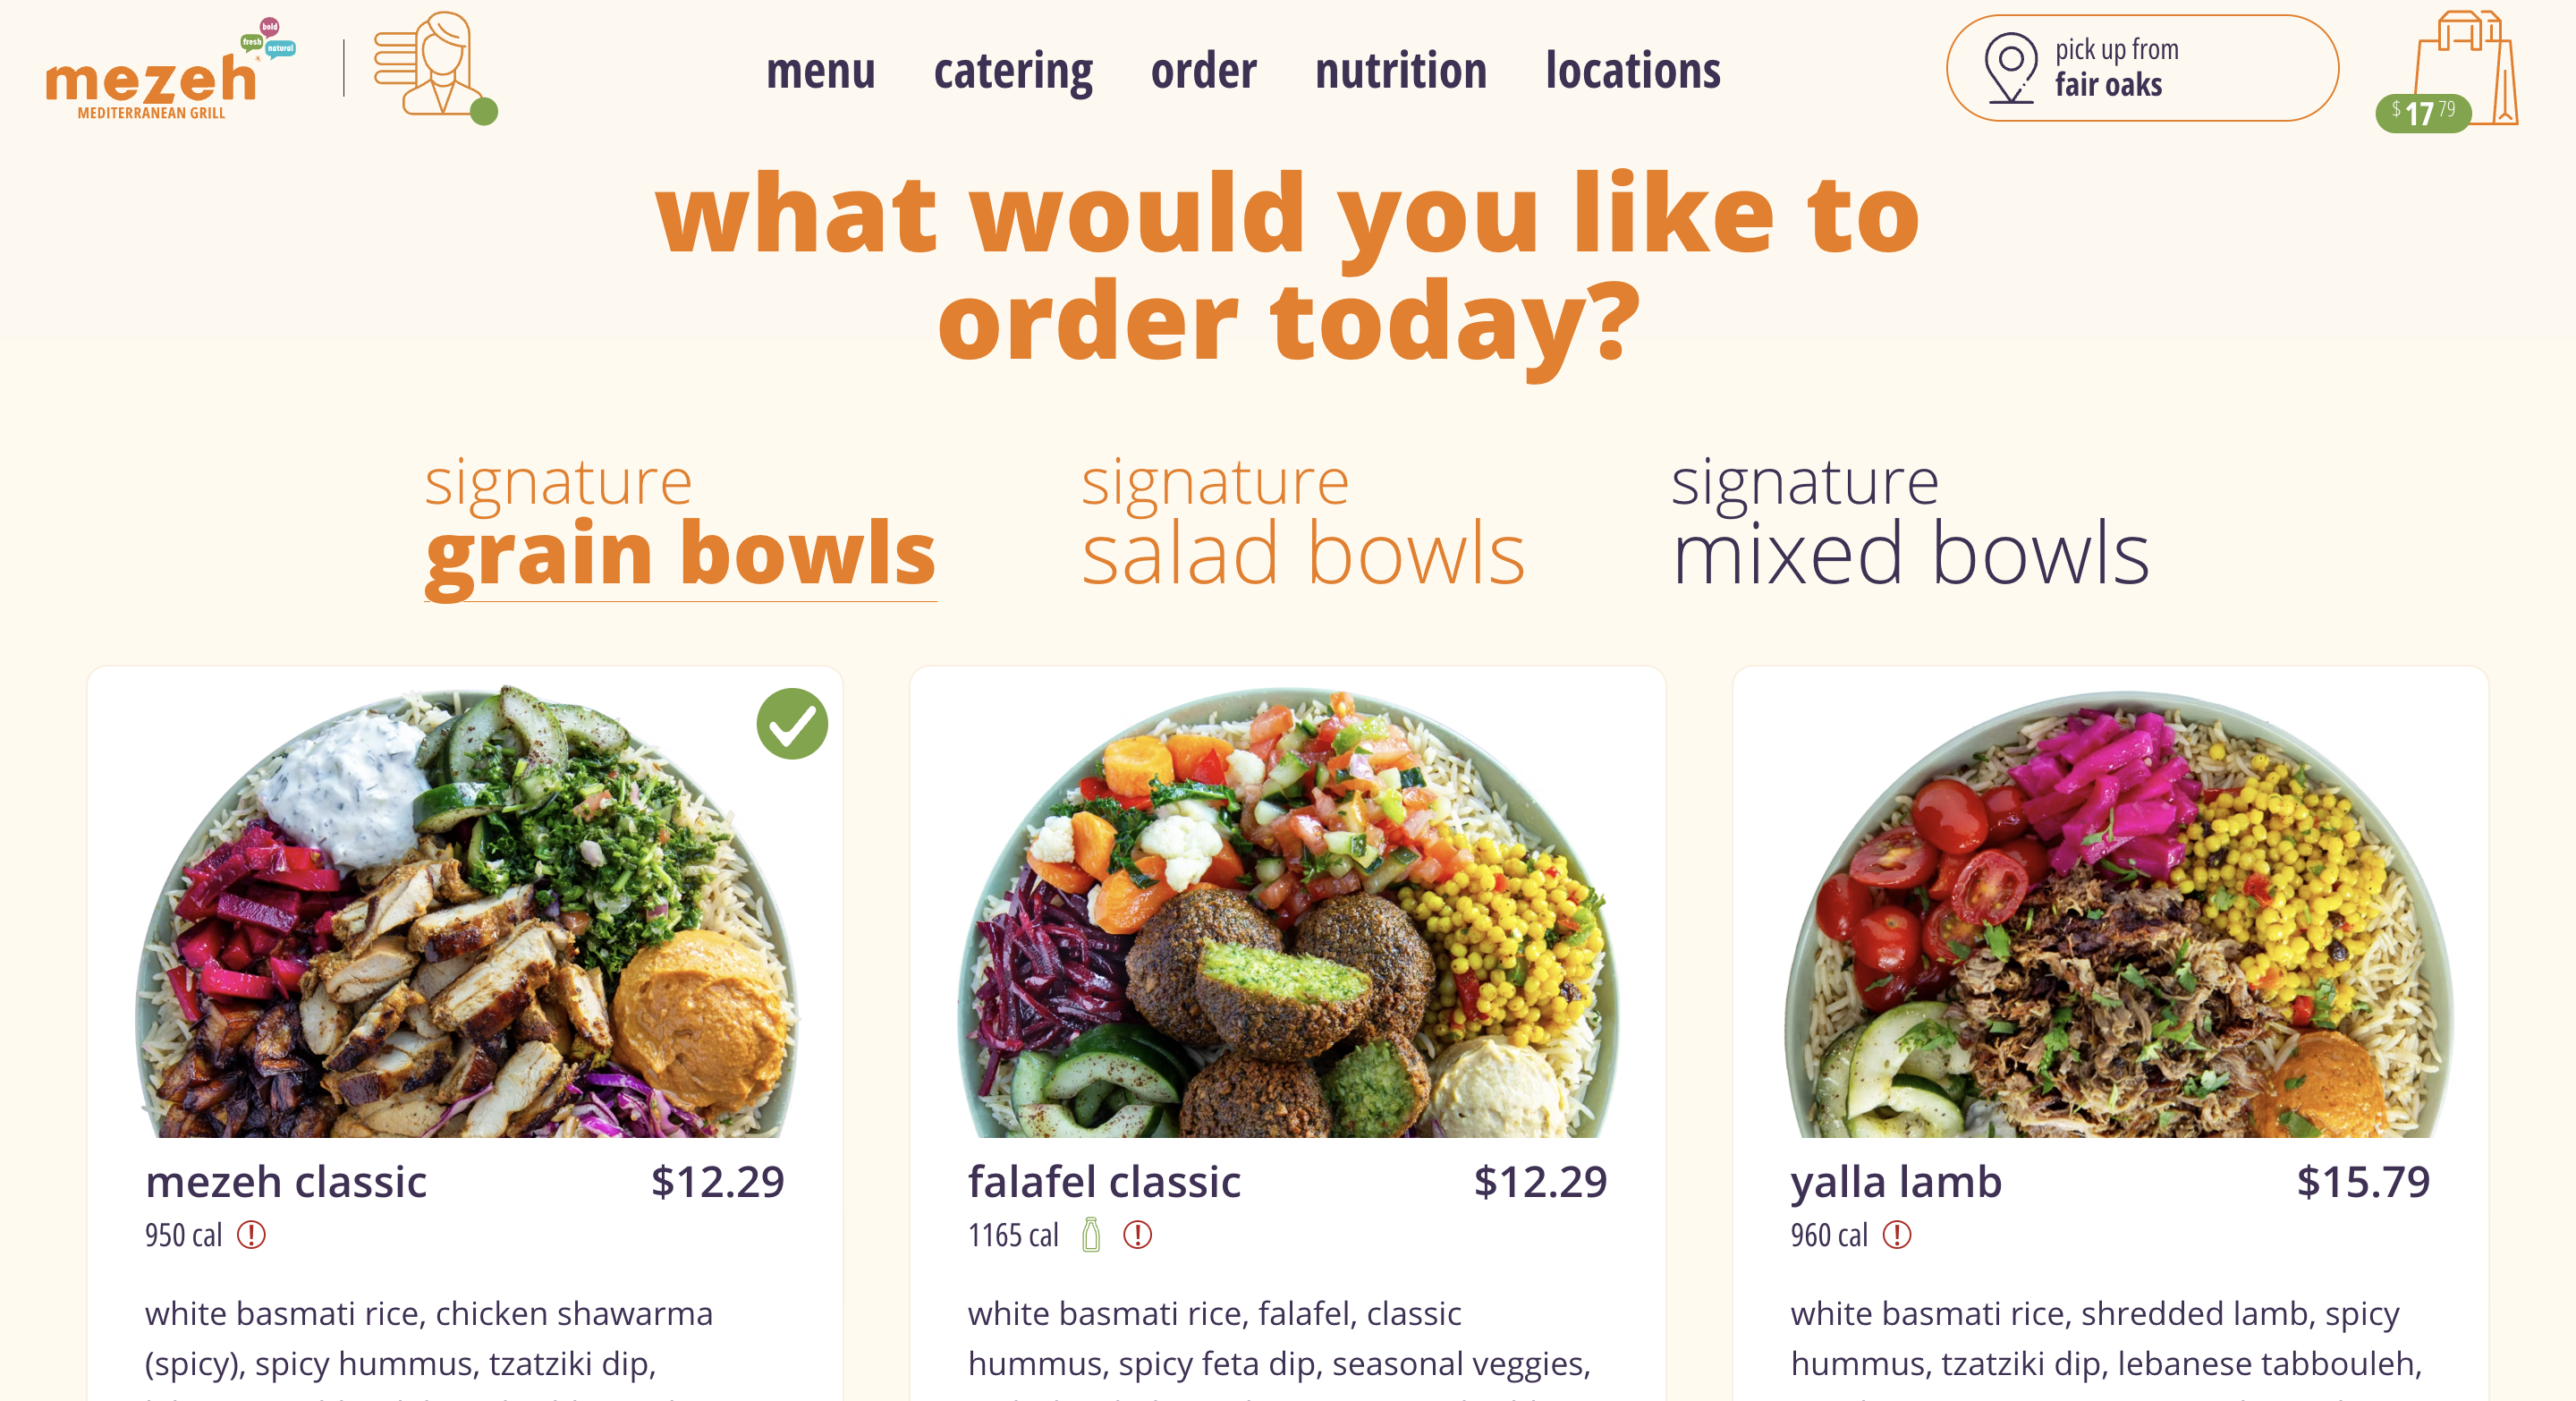 fresh
bold
natural
mezeh
MEDITERRANEAN GRILL
menu
catering
order
nutrition
locations
pick up from
fair oaks
$ 17 79
what would you like to
order today?
signature
grain bowls
signature
salad bowls
signature
mixed bowls
mezeh classic $12.29
950 cal
white basmati rice, chicken shawarma
(spicy), spicy hummus, tzatziki dip,
falafel classic $12.29
1165 cal
white basmati rice, falafel, classic
hummus, spicy feta dip, seasonal veggies,
yalla lamb $15.79
960 cal
white basmati rice, shredded lamb, spicy
hummus, tzatziki dip, lebanese tabbouleh,